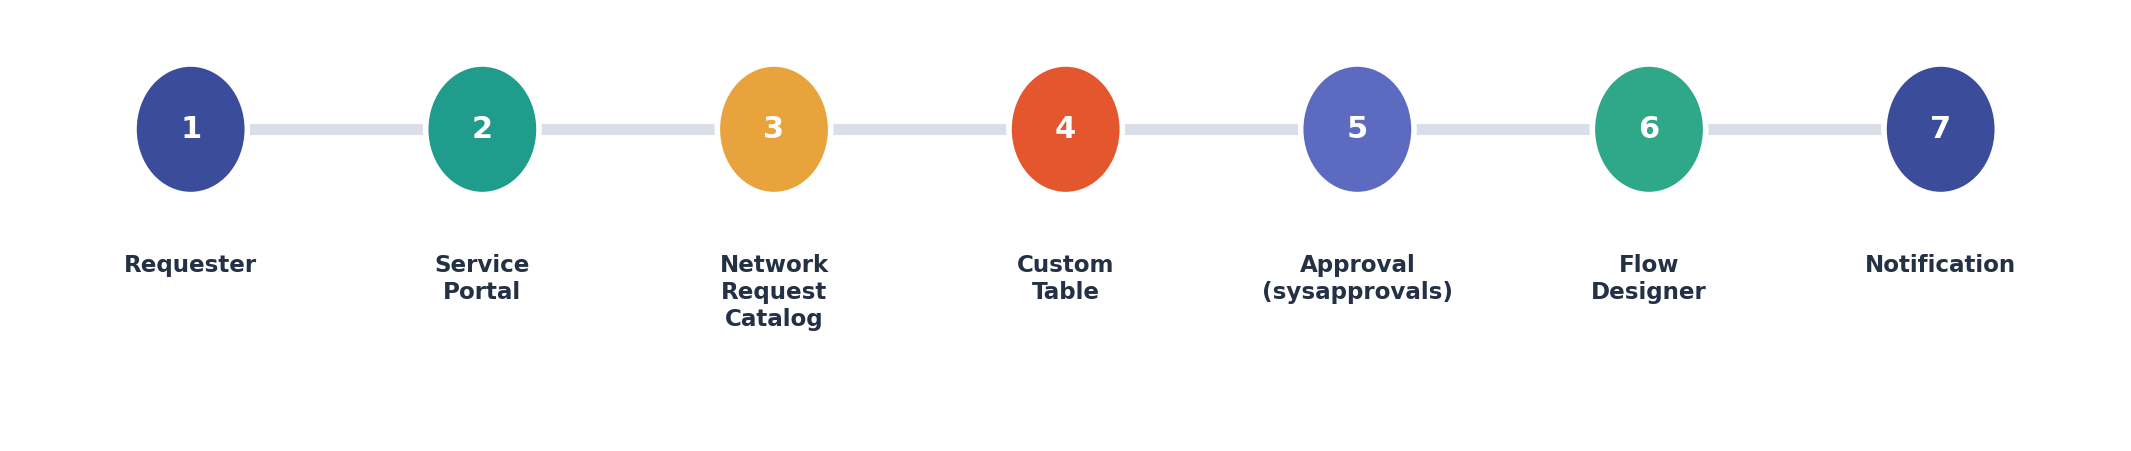 1
2
3
4
5
6
7
Requester
Service
Portal
Network
Request
Catalog
Custom
Table
Approval
(sysapprovals)
Flow
Designer
Notification